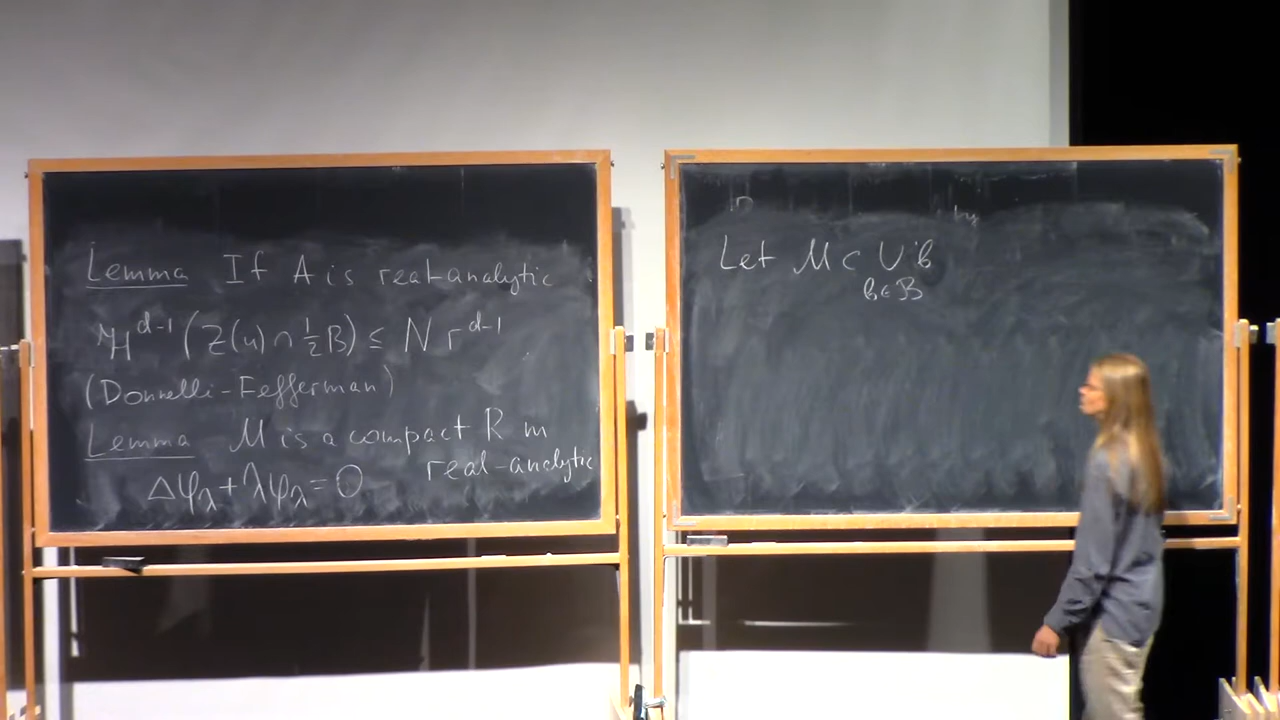 Lemma If A is real-analytic
H^{d-1}(Z(u) ∩ ½B) ≤ N r^{d-1}
(Donnelli-Fefferman)
Lemma M is a compact R m
real-analytic
Δφ_λ + λφ_λ = 0
Let M ⊂ ∪ b
b∈B